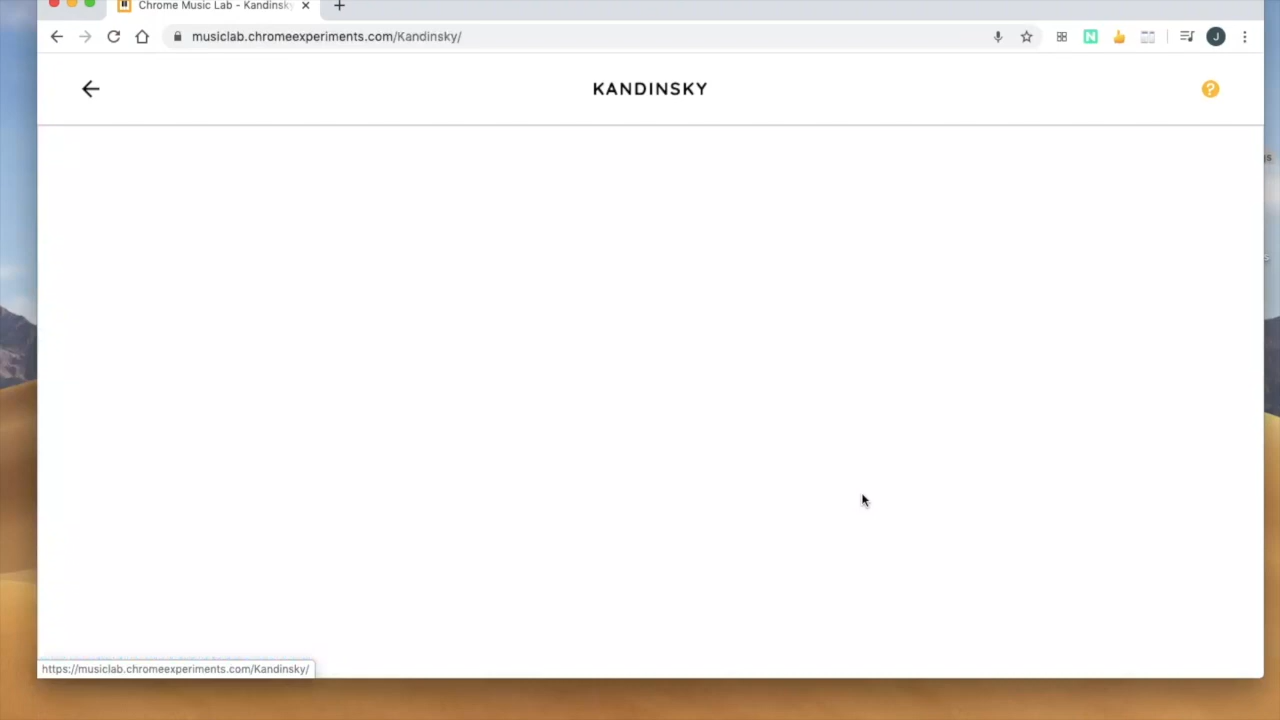 Chrome Music Lab - Kandinsky
musiclab.chromeexperiments.com/Kandinsky/
N
J
KANDINSKY
?
https://musiclab.chromeexperiments.com/Kandinsky/